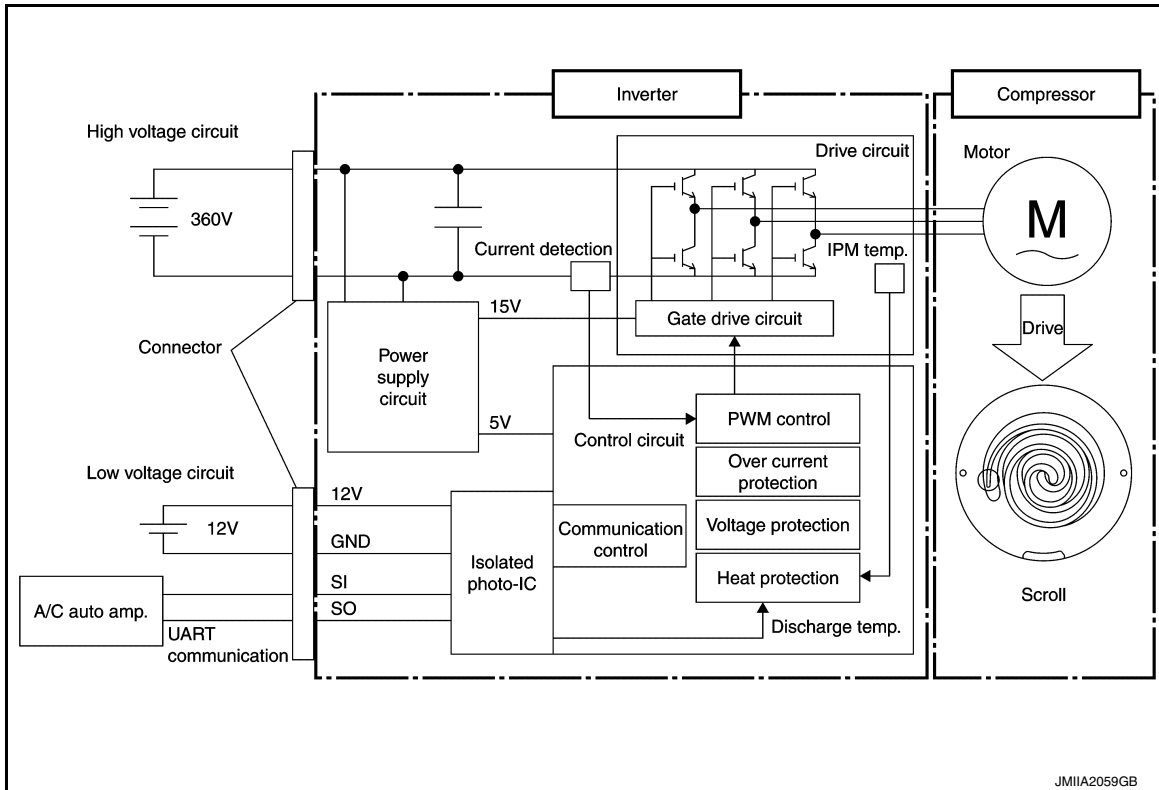 Inverter
Compressor
High voltage circuit
Drive circuit
Motor
360V
M
Current detection
IPM temp.
15V
Gate drive circuit
Drive
Connector
Power
supply
circuit
PWM control
5V
Control circuit
Over current
protection
Low voltage circuit
12V
12V
Communication
control
Voltage protection
GND
Isolated
photo-IC
SI
Heat protection
A/C auto amp.
SO
Scroll
UART
communication
Discharge temp.
JMIIA2059GB